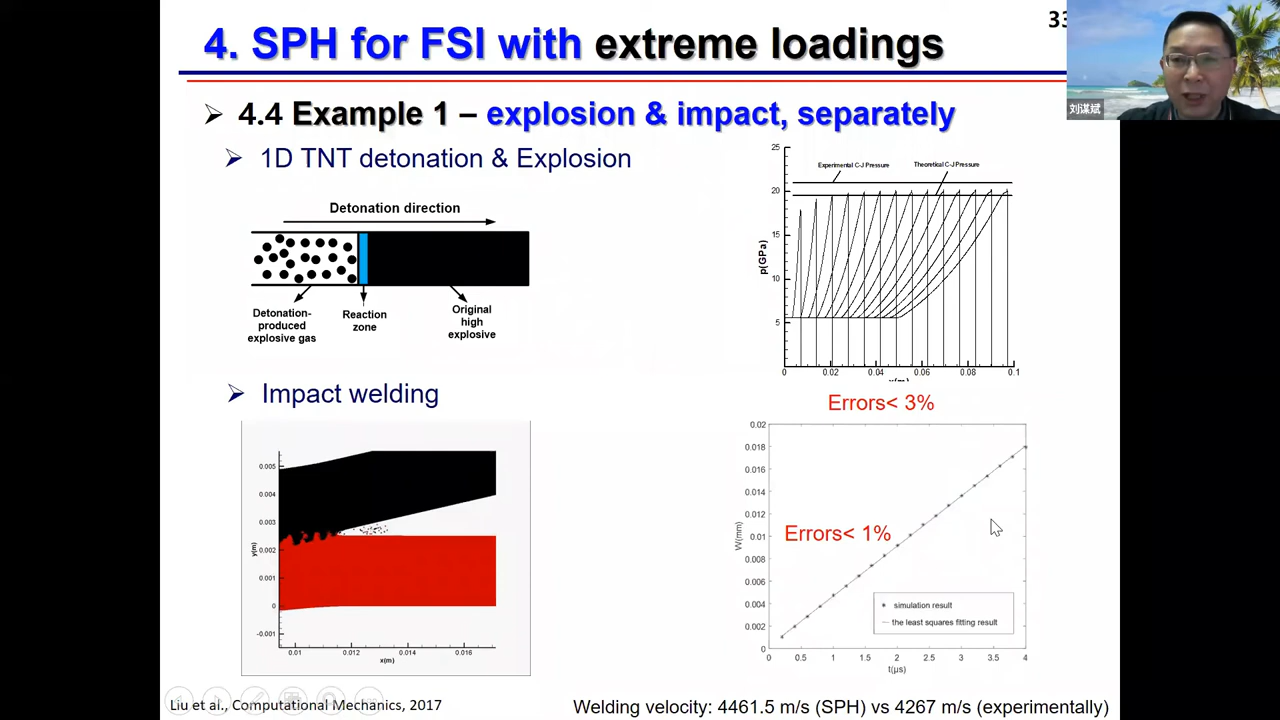 33
4. SPH for FSI with extreme loadings
刘谋斌
4.4 Example 1 – explosion & impact, separately
1D TNT detonation & Explosion
Detonation direction
Detonation-
produced
explosive gas
Reaction
zone
Original
high
explosive
25
20
15
10
5
p(GPa)
Experimental C-J Pressure
Theoretical C-J Pressure
0 0.02 0.04 0.06 0.08 0.1
Errors< 3%
Impact welding
0.005
0.004
0.003
0.002
0.001
0
-0.001
y(m)
0.01 0.012 0.014 0.016
x(m)
0.02
0.018
0.016
0.014
0.012
0.01
0.008
0.006
0.004
0.002
0
W(mm)
Errors< 1%
simulation result
the least squares fitting result
0 0.5 1 1.5 2 2.5 3 3.5 4
t(μs)
Liu et al., Computational Mechanics, 2017
Welding velocity: 4461.5 m/s (SPH) vs 4267 m/s (experimentally)